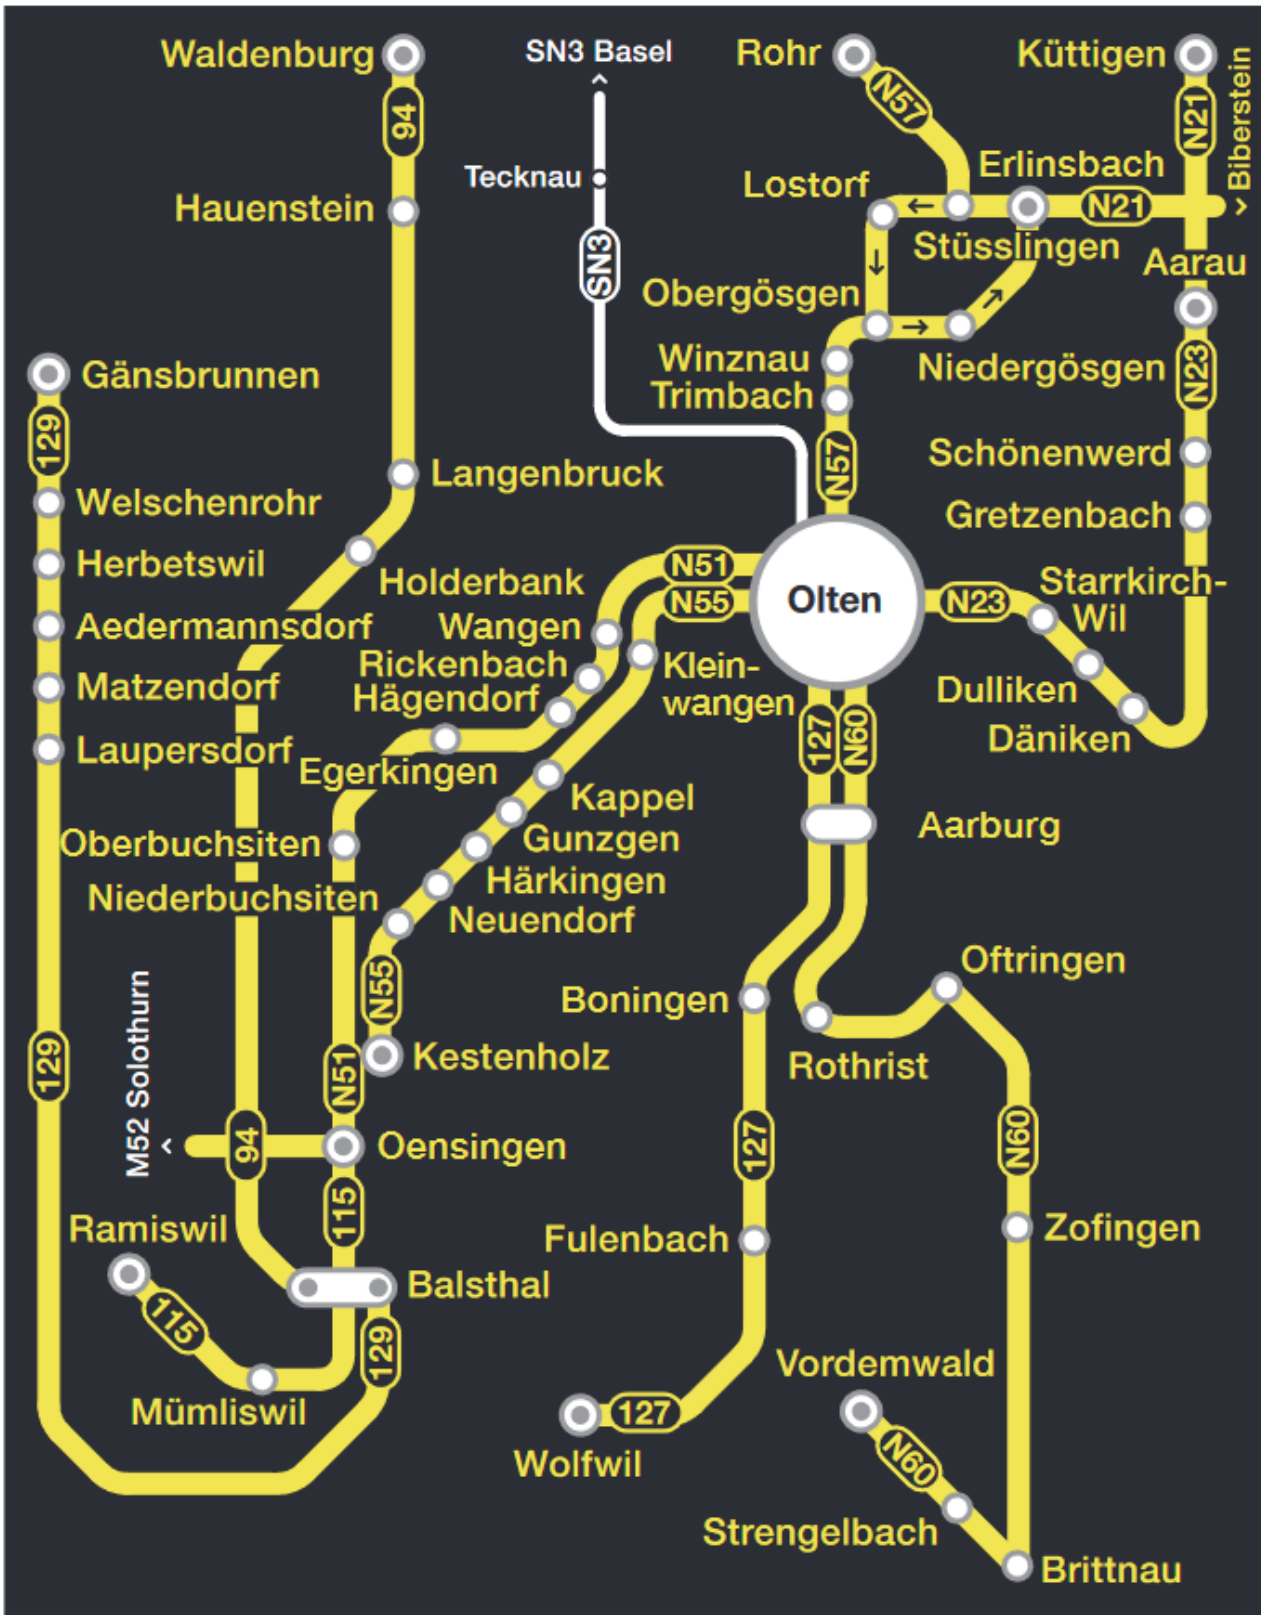 Waldenburg
SN3 Basel
Rohr
Küttigen
94
N57
N21
Biberstein
Tecknau
Erlinsbach
Lostorf
Hauenstein
N21
Stüsslingen
SN3
Aarau
Obergösgen
Winznau
Niedergösgen
N23
Gänsbrunnen
Trimbach
129
Schönenwerd
Langenbruck
N57
Welschenrohr
Gretzenbach
Herbetswil
N51
Holderbank
Olten
Starrkirch-
Wil
N55
N23
Aedermannsdorf
Wangen
Rickenbach
Klein-
wangen
Matzendorf
Hägendorf
Dulliken
Däniken
Laupersdorf
127
N60
Egerkingen
Kappel
Aarburg
Oberbuchsiten
Gunzgen
Härkingen
Niederbuchsiten
Neuendorf
Oftringen
N55
Boningen
M52 Solothurn
129
N51
Kestenholz
Rothrist
94
Oensingen
127
N60
115
Ramiswil
Fulenbach
Zofingen
Balsthal
115
129
Vordemwald
Mümliswil
127
Wolfwil
N60
Strengelbach
Brittnau